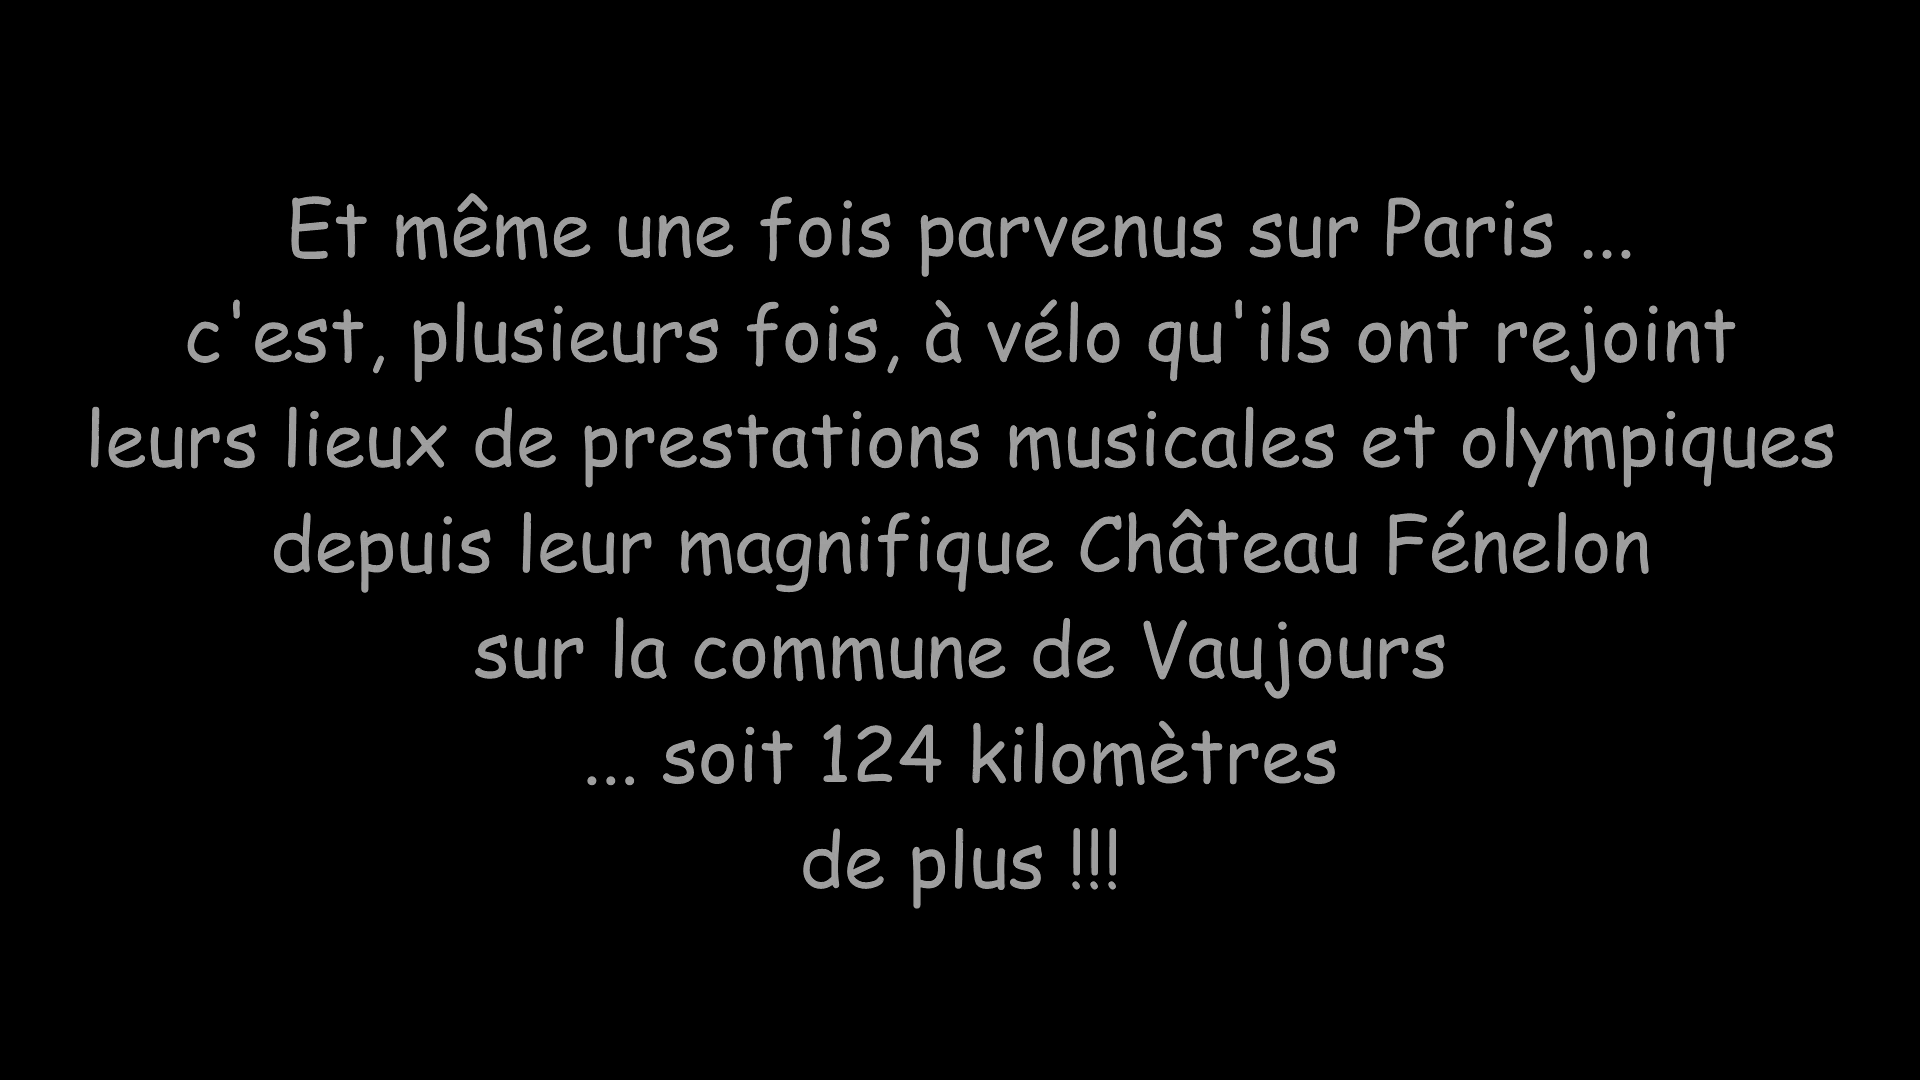 Et même une fois parvenus sur Paris ...
c'est, plusieurs fois, à vélo qu'ils ont rejoint
leurs lieux de prestations musicales et olympiques
depuis leur magnifique Château Fénelon
sur la commune de Vaujours
... soit 124 kilomètres
de plus !!!